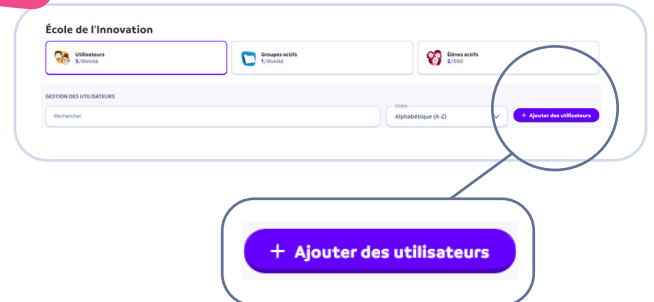 École de l'Innovation
Utilisateurs
3/Illimité
Groupes actifs
1/Illimité
Élèves actifs
2/500
GESTION DES UTILISATEURS
Rechercher
Ordre
Alphabétique (A-Z)
+ Ajouter des utilisateurs
+ Ajouter des utilisateurs